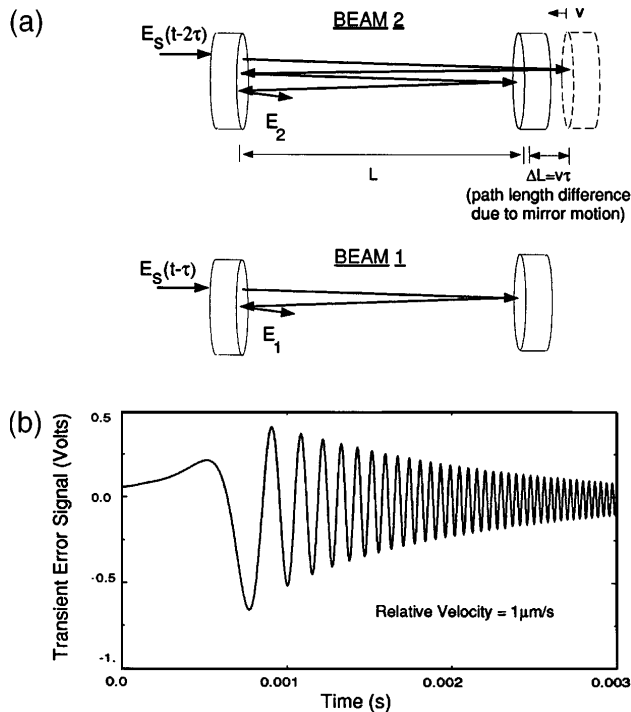 (a)
BEAM 2
v
E_S(t-2τ)
E_2
L
ΔL=vτ
(path length difference
due to mirror motion)
BEAM 1
E_S(t-τ)
E_1
(b)
Transient Error Signal (Volts)
0.5
0.0
-0.5
-1.
Relative Velocity = 1μm/s
0.0
0.001
0.002
0.003
Time (s)